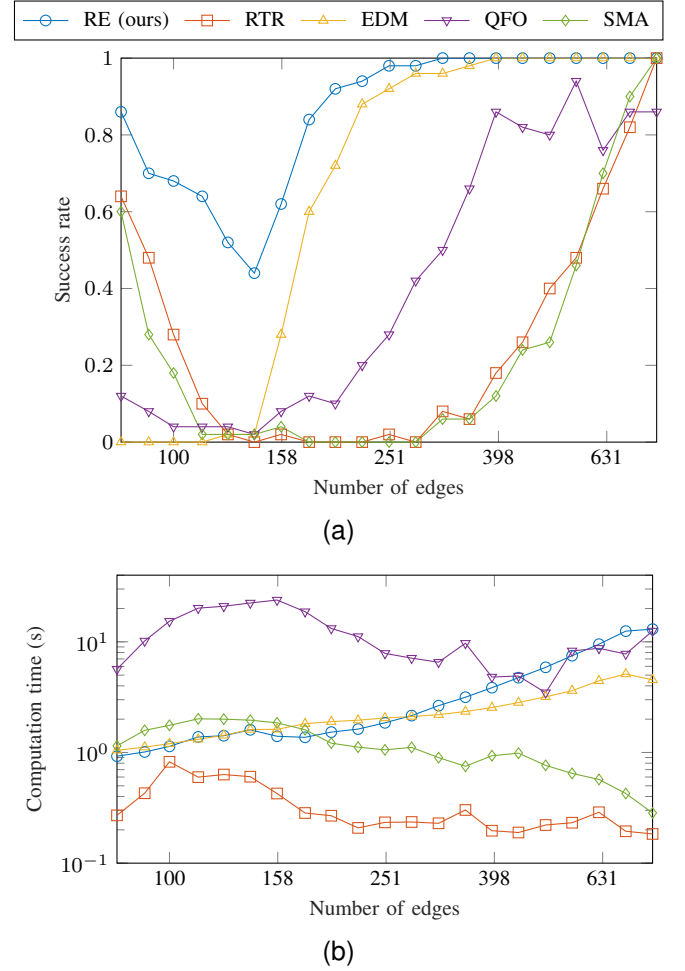 RE (ours) RTR EDM QFO SMA
1
0.8
0.6
0.4
0.2
0
Success rate
100 158 251 398 631
Number of edges
(a)
10^1
10^0
10^−1
Computation time (s)
100 158 251 398 631
Number of edges
(b)